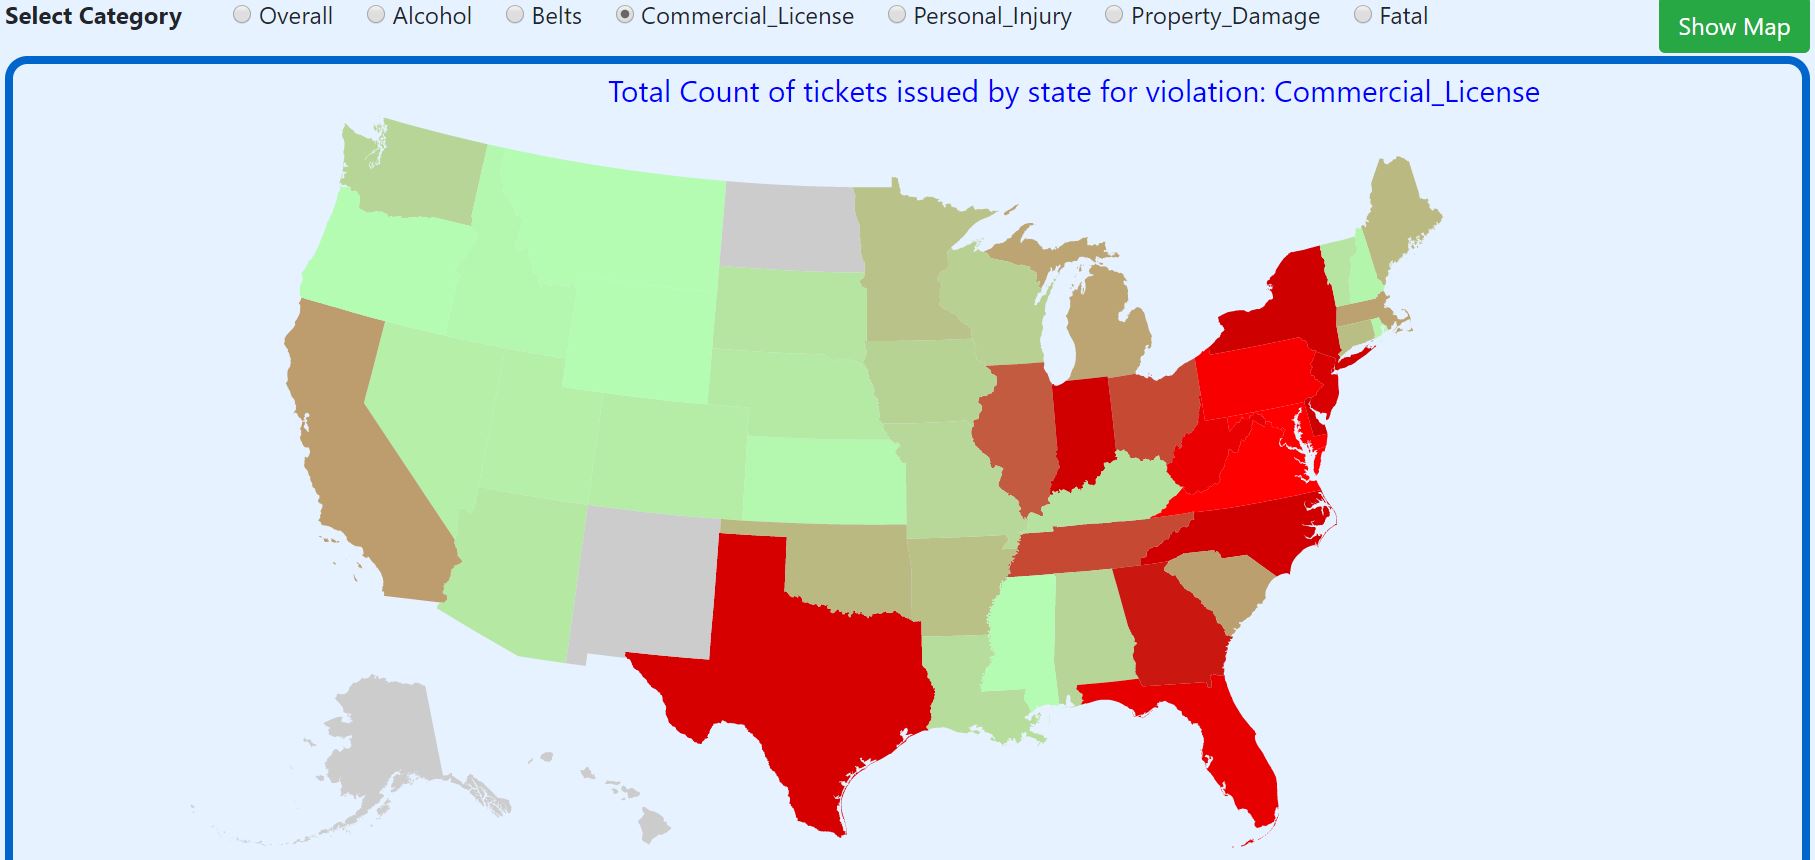 Select Category Overall Alcohol Belts Commercial_License Personal_Injury Property_Damage Fatal Show Map
Total Count of tickets issued by state for violation: Commercial_License